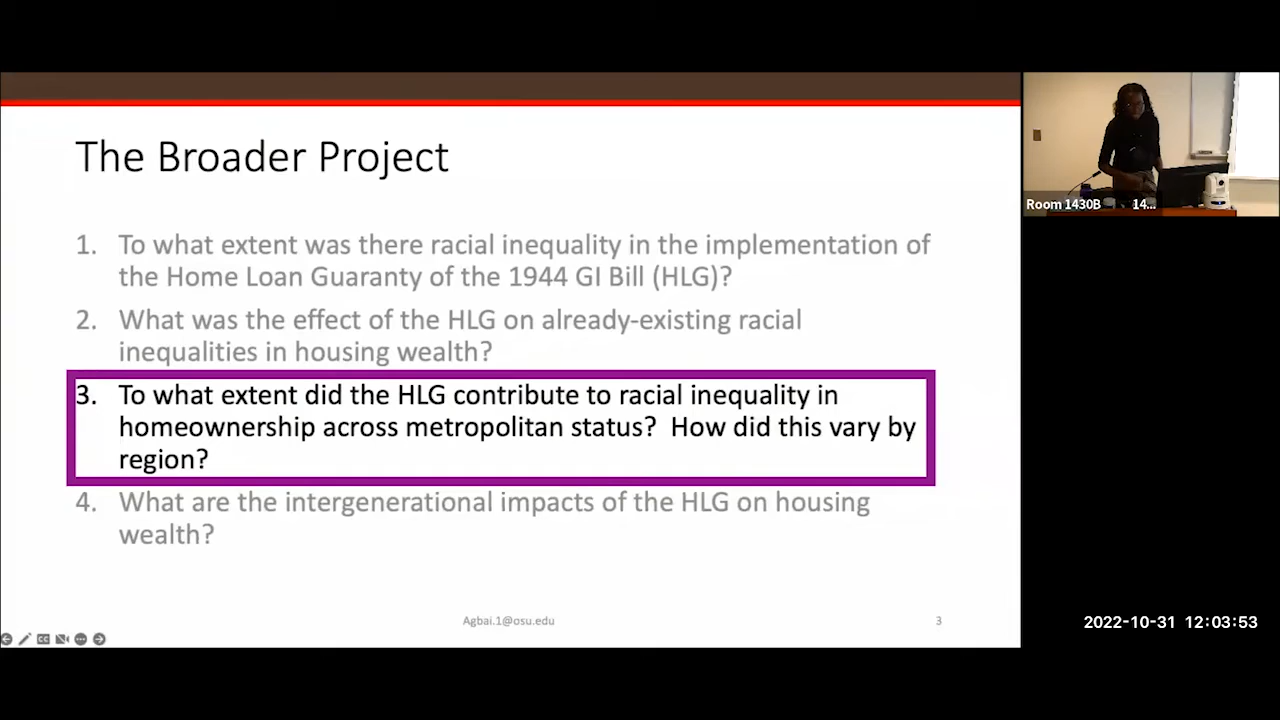 The Broader Project
1. To what extent was there racial inequality in the implementation of
the Home Loan Guaranty of the 1944 GI Bill (HLG)?
2. What was the effect of the HLG on already-existing racial
inequalities in housing wealth?
3. To what extent did the HLG contribute to racial inequality in
homeownership across metropolitan status? How did this vary by
region?
4. What are the intergenerational impacts of the HLG on housing
wealth?
Agbai.1@osu.edu
3
CC
Room 1430B 14...
2022-10-31 12:03:53